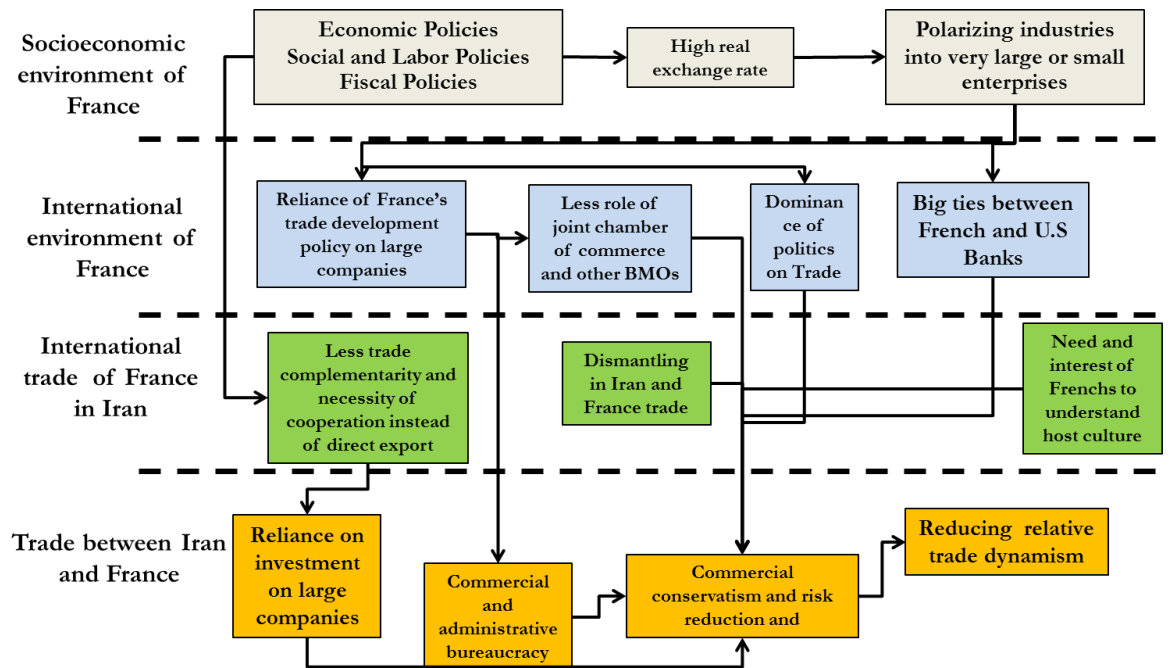 Socioeconomic
environment of
France
Economic Policies
Social and Labor Policies
Fiscal Policies
High real
exchange rate
Polarizing industries
into very large or small
enterprises
International
environment of
France
Reliance of France's
trade development
policy on large
companies
Less role of
joint chamber
of commerce
and other BMOs
Dominan
ce of
politics
on Trade
Big ties between
French and U.S
Banks
International
trade of France
in Iran
Less trade
complementarity and
necessity of
cooperation instead
of direct export
Dismantling
in Iran and
France trade
Need and
interest of
Frenchs to
understand
host culture
Trade between Iran
and France
Reliance on
investment
on large
companies
Commercial
and
administrative
bureaucracy
Commercial
conservatism and risk
reduction and
Reducing relative
trade dynamism